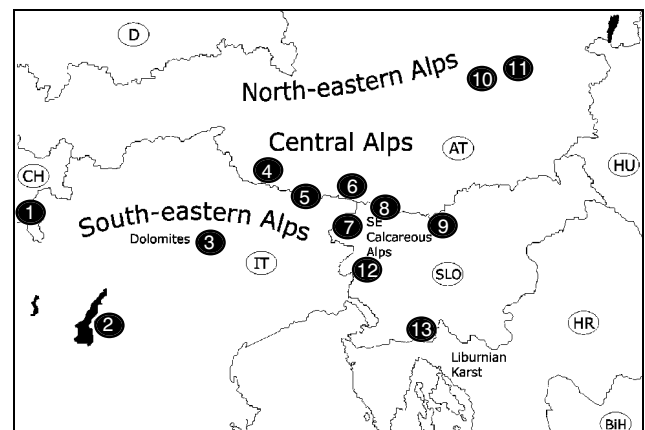 D
North-eastern Alps
10
11
Central Alps
AT
HU
CH
4
6
5
8
1
South-eastern Alps
7
SE
Calcareous
Alps
9
Dolomites
3
IT
12
SLO
2
13
HR
Liburnian
Karst
BiH